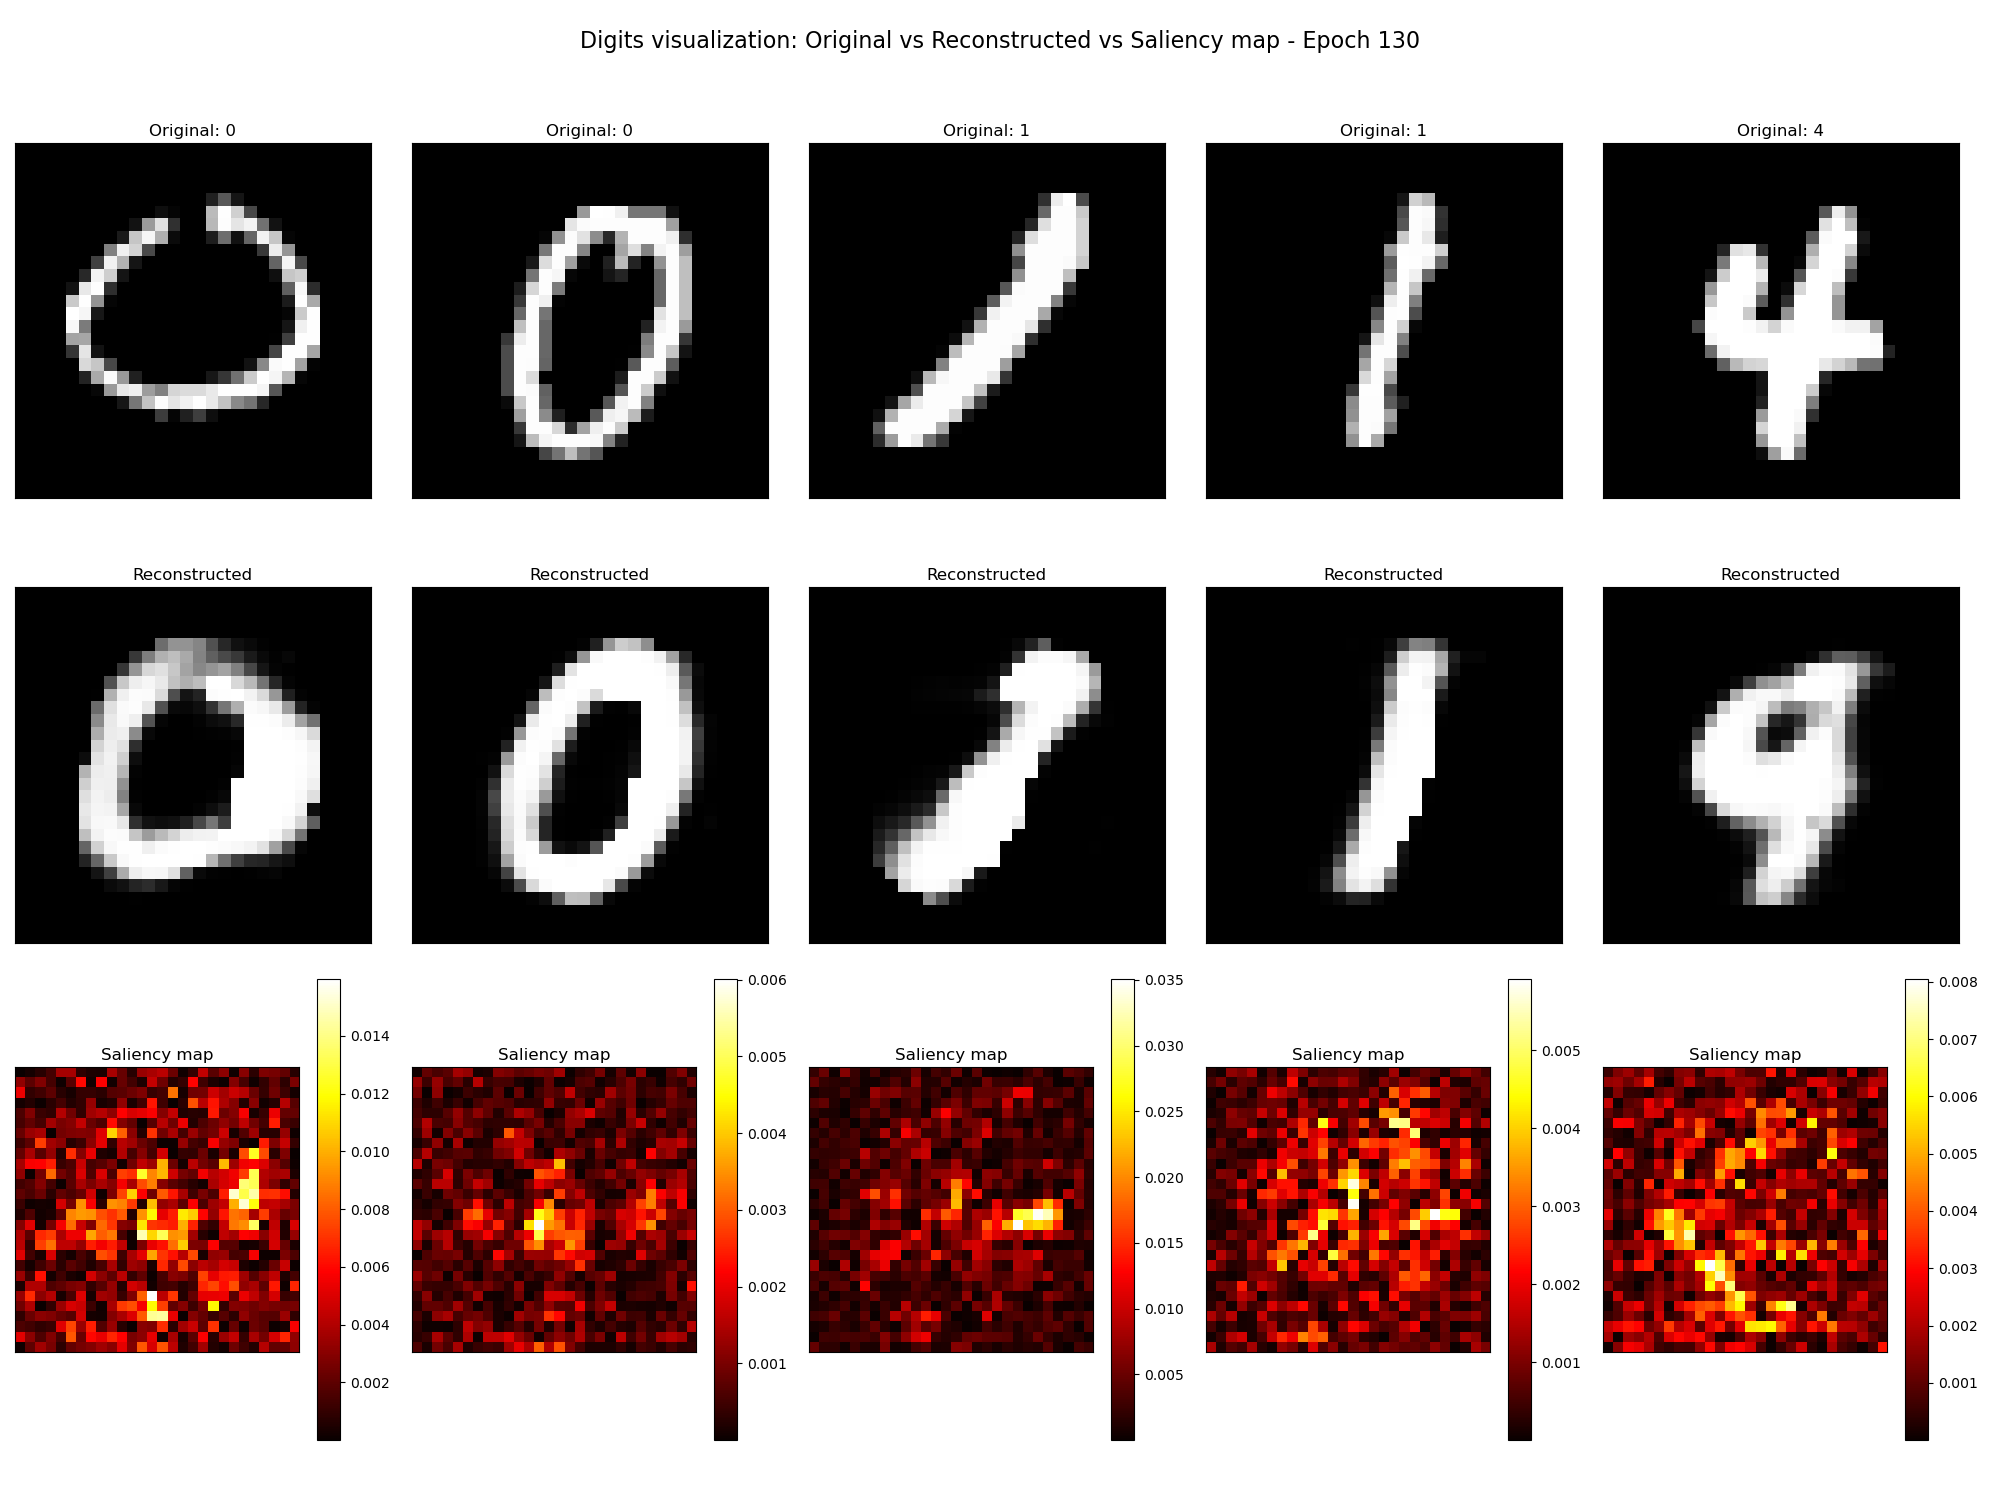 Digits visualization: Original vs Reconstructed vs Saliency map - Epoch 130
Original: 0
Original: 0
Original: 1
Original: 1
Original: 4
Reconstructed
Reconstructed
Reconstructed
Reconstructed
Reconstructed
Saliency map
0.014
0.012
0.010
0.008
0.006
0.004
0.002
Saliency map
0.006
0.005
0.004
0.003
0.002
0.001
Saliency map
0.035
0.030
0.025
0.020
0.015
0.010
0.005
Saliency map
0.005
0.004
0.003
0.002
0.001
Saliency map
0.008
0.007
0.006
0.005
0.004
0.003
0.002
0.001